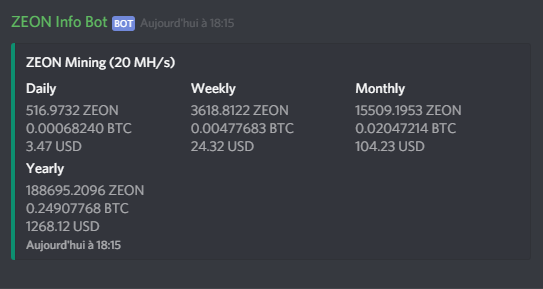 ZEON Info Bot BOT Aujourd'hui à 18:15
ZEON Mining (20 MH/s)
Daily Weekly Monthly
516.9732 ZEON 3618.8122 ZEON 15509.1953 ZEON
0.00068240 BTC 0.00477683 BTC 0.02047214 BTC
3.47 USD 24.32 USD 104.23 USD
Yearly
188695.2096 ZEON
0.24907768 BTC
1268.12 USD
Aujourd'hui à 18:15